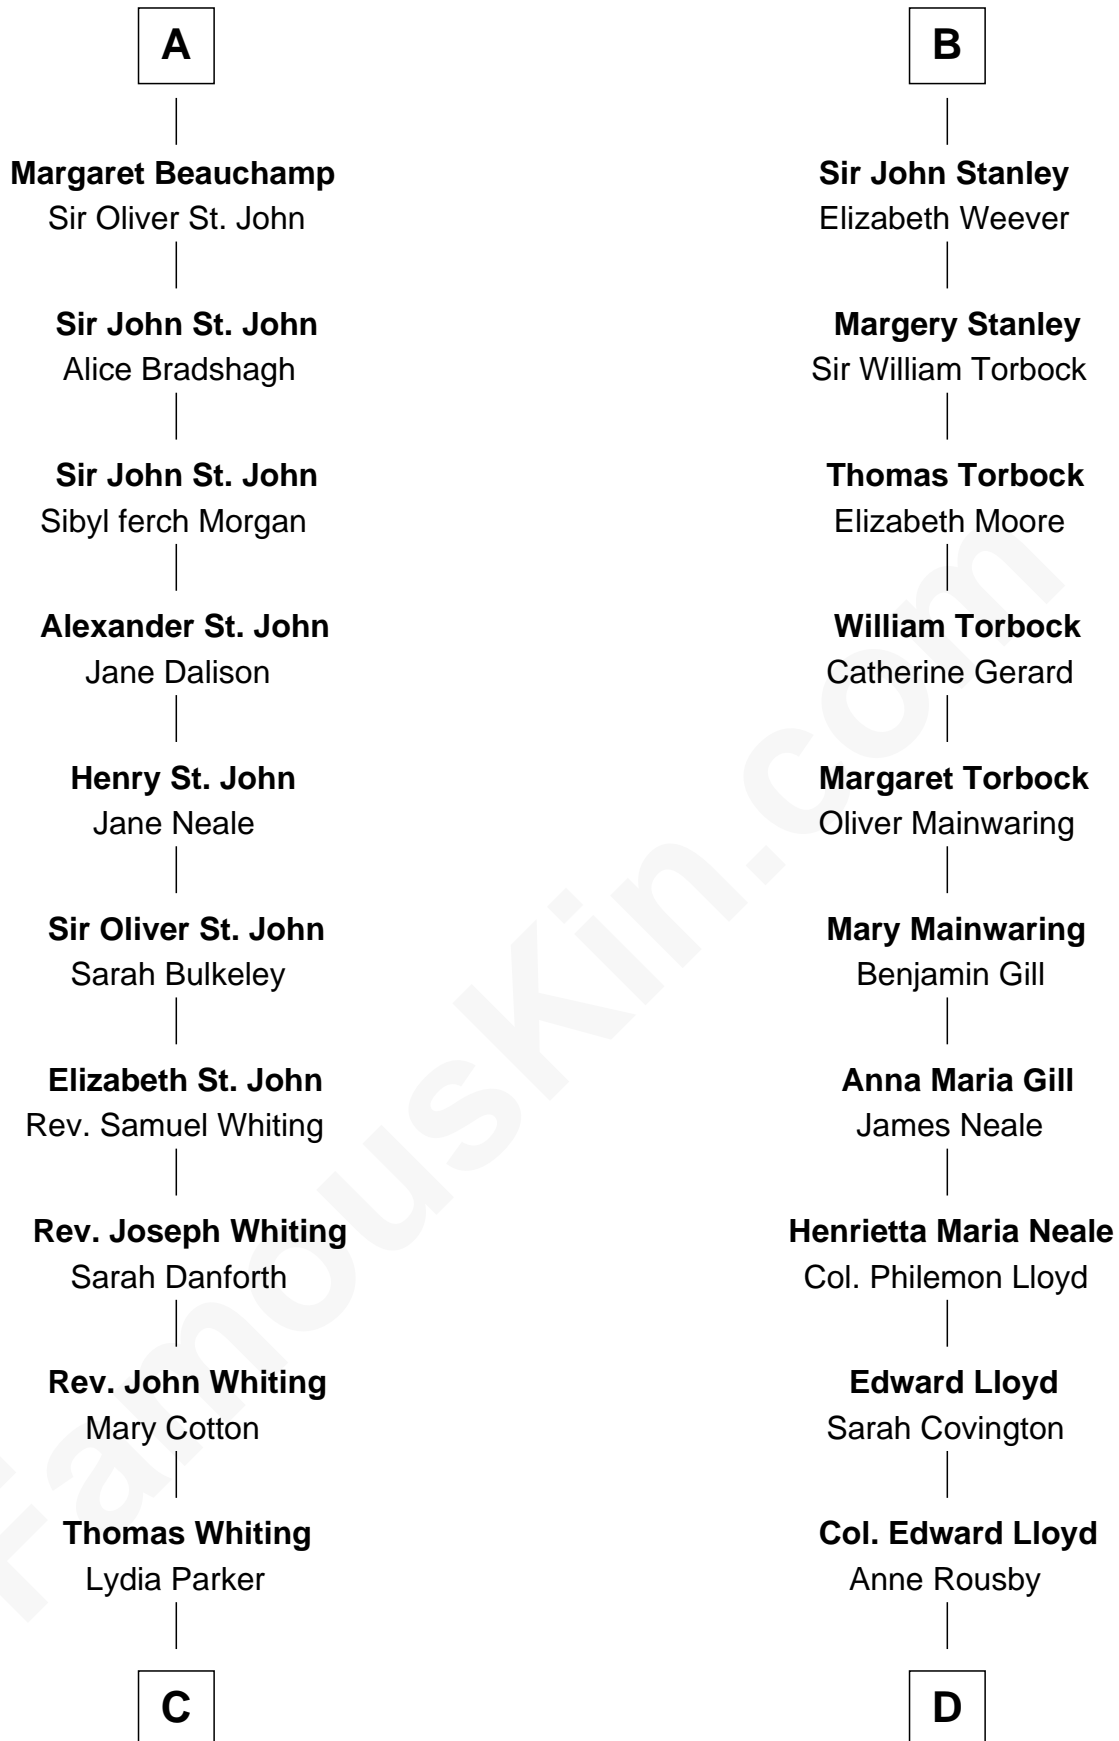 A
Margaret Beauchamp
Sir Oliver St. John
Sir John St. John
Alice Bradshagh
Sir John St. John
Sibyl ferch Morgan
Alexander St. John
Jane Dalison
Henry St. John
Jane Neale
Sir Oliver St. John
Sarah Bulkeley
Elizabeth St. John
Rev. Samuel Whiting
Rev. Joseph Whiting
Sarah Danforth
Rev. John Whiting
Mary Cotton
Thomas Whiting
Lydia Parker
C
B
Sir John Stanley
Elizabeth Weever
Margery Stanley
Sir William Torbock
Thomas Torbock
Elizabeth Moore
William Torbock
Catherine Gerard
Margaret Torbock
Oliver Mainwaring
Mary Mainwaring
Benjamin Gill
Anna Maria Gill
James Neale
Henrietta Maria Neale
Col. Philemon Lloyd
Edward Lloyd
Sarah Covington
Col. Edward Lloyd
Anne Rousby
D
FamousKin.com